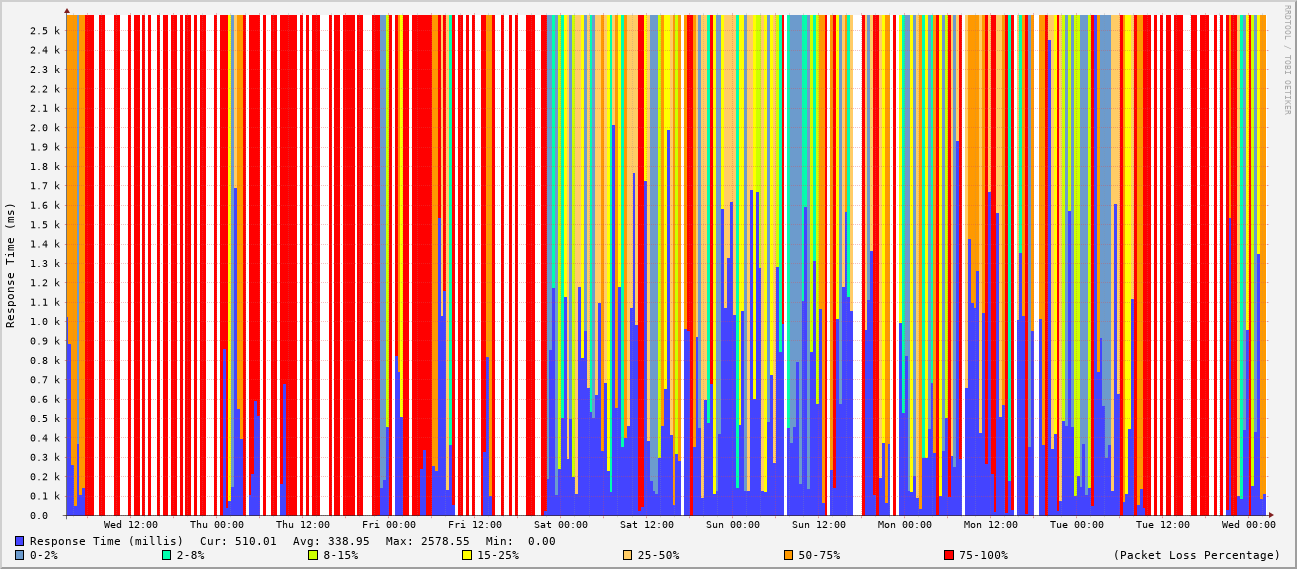 RRDTOOL / TOBI OETIKER
Response Time (ms)
2.5 k
2.4 k
2.3 k
2.2 k
2.1 k
2.0 k
1.9 k
1.8 k
1.7 k
1.6 k
1.5 k
1.4 k
1.3 k
1.2 k
1.1 k
1.0 k
0.9 k
0.8 k
0.7 k
0.6 k
0.5 k
0.4 k
0.3 k
0.2 k
0.1 k
0.0
Wed 12:00 Thu 00:00 Thu 12:00 Fri 00:00 Fri 12:00 Sat 00:00 Sat 12:00 Sun 00:00 Sun 12:00 Mon 00:00 Mon 12:00 Tue 00:00 Tue 12:00 Wed 00:00
Response Time (millis) Cur: 510.01 Avg: 338.95 Max: 2578.55 Min: 0.00
0-2% 2-8% 8-15% 15-25% 25-50% 50-75% 75-100% (Packet Loss Percentage)